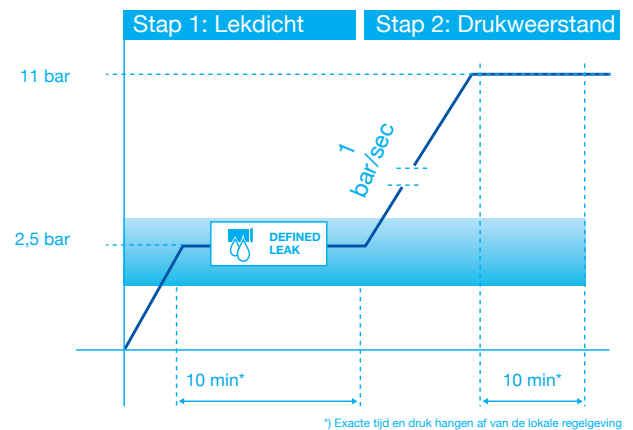 Stap 1: Lekdicht
Stap 2: Drukweerstand
11 bar
1
bar/sec
2,5 bar
DEFINED
LEAK
10 min*
10 min*
*) Exacte tijd en druk hangen af van de lokale regelgeving